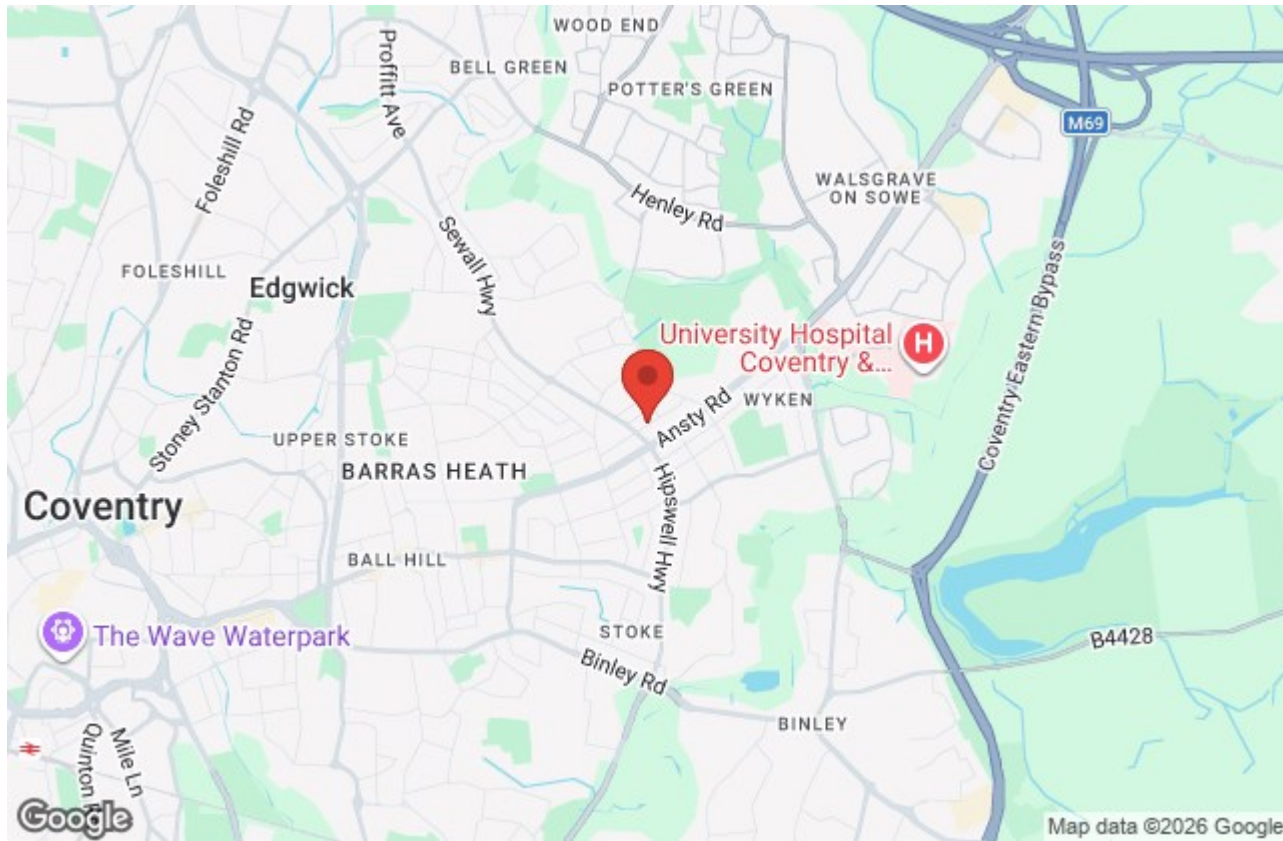 WOOD END
Proffitt Ave
BELL GREEN
POTTER'S GREEN
M69
Foleshill Rd
WALSGRAVE
ON SOWE
Henley Rd
Sewall Hwy
FOLESHILL
Edgwick
Coventry Eastern Bypass
University Hospital
Coventry &...
H
Stoney Stanton Rd
Ansty Rd
WYKEN
UPPER STOKE
BARRAS HEATH
Coventry
Hipswell Hwy
BALL HILL
The Wave Waterpark
STOKE
B4428
Binley Rd
BINLEY
Quinton R
Mile Ln
Google
Map data ©2026 Google